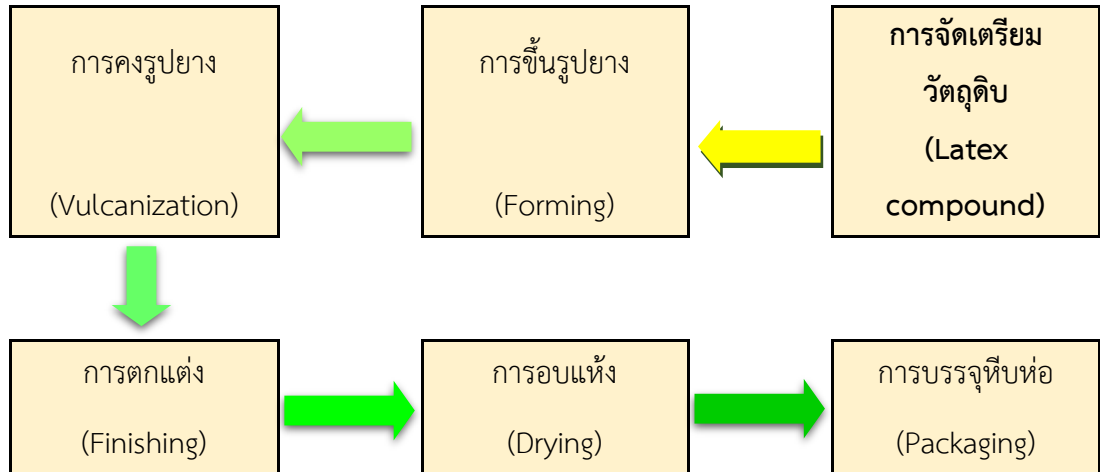 การคงรูปยาง
(Vulcanization)
การขึ้นรูปยาง
(Forming)
การจัดเตรียม
วัตถุดิบ
(Latex
compound)
การตกแต่ง
(Finishing)
การอบแห้ง
(Drying)
การบรรจุหีบห่อ
(Packaging)